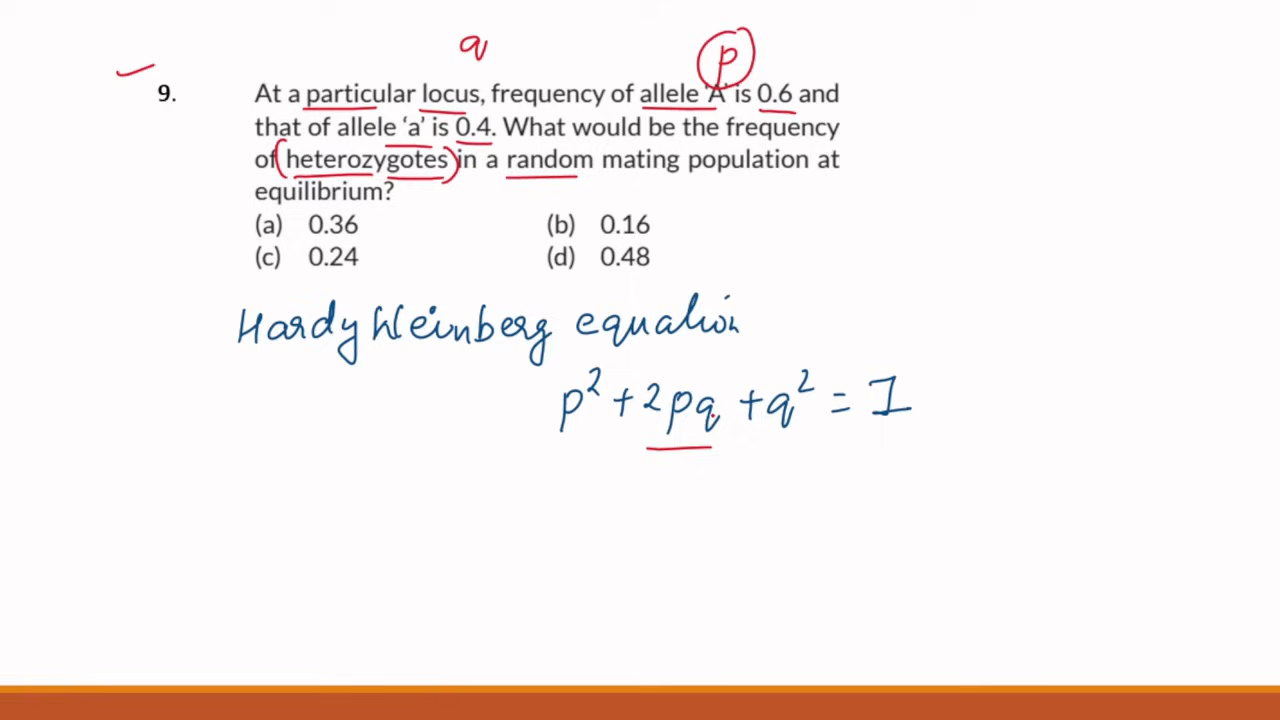 q
p
9. At a particular locus, frequency of allele 'A' is 0.6 and
that of allele 'a' is 0.4. What would be the frequency
of (heterozygotes) in a random mating population at
equilibrium?
(a) 0.36 (b) 0.16
(c) 0.24 (d) 0.48
Hardy Weinberg equation
p² + 2pq + q² = 1